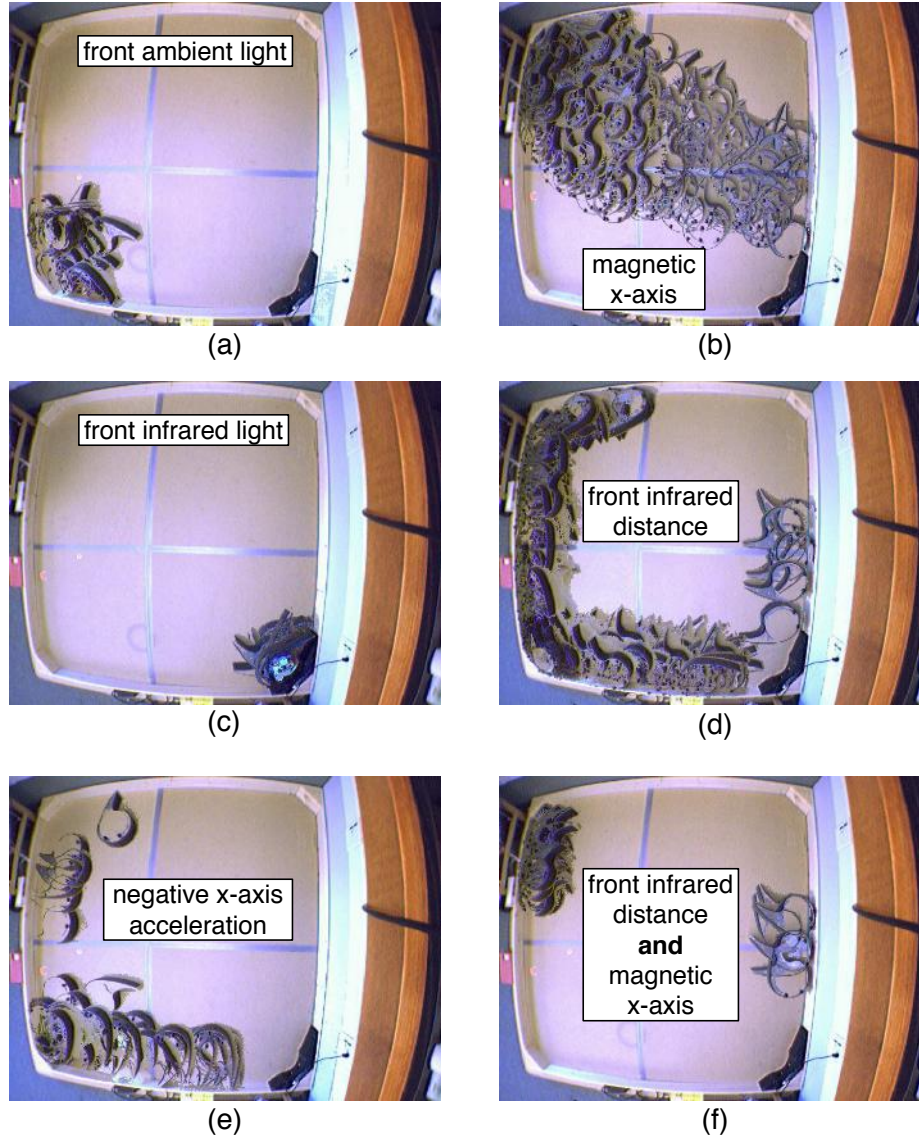 front ambient light
magnetic
x-axis
(a)
(b)
front infrared light
front infrared
distance
(c)
(d)
negative x-axis
acceleration
front infrared
distance
and
magnetic
x-axis
(e)
(f)